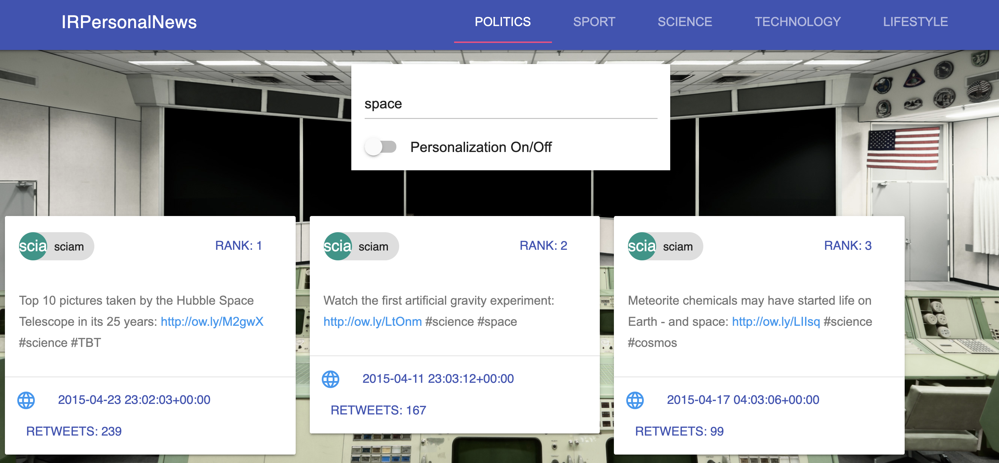 IRPersonalNews
POLITICS
SPORT
SCIENCE
TECHNOLOGY
LIFESTYLE
space
Personalization On/Off
scia sciam
RANK: 1
Top 10 pictures taken by the Hubble Space
Telescope in its 25 years: http://ow.ly/M2gwX
#science #TBT
2015-04-23 23:02:03+00:00
RETWEETS: 239
scia sciam
RANK: 2
Watch the first artificial gravity experiment:
http://ow.ly/LtOnm #science #space
2015-04-11 23:03:12+00:00
RETWEETS: 167
scia sciam
RANK: 3
Meteorite chemicals may have started life on
Earth - and space: http://ow.ly/LIIsq #science
#cosmos
2015-04-17 04:03:06+00:00
RETWEETS: 99